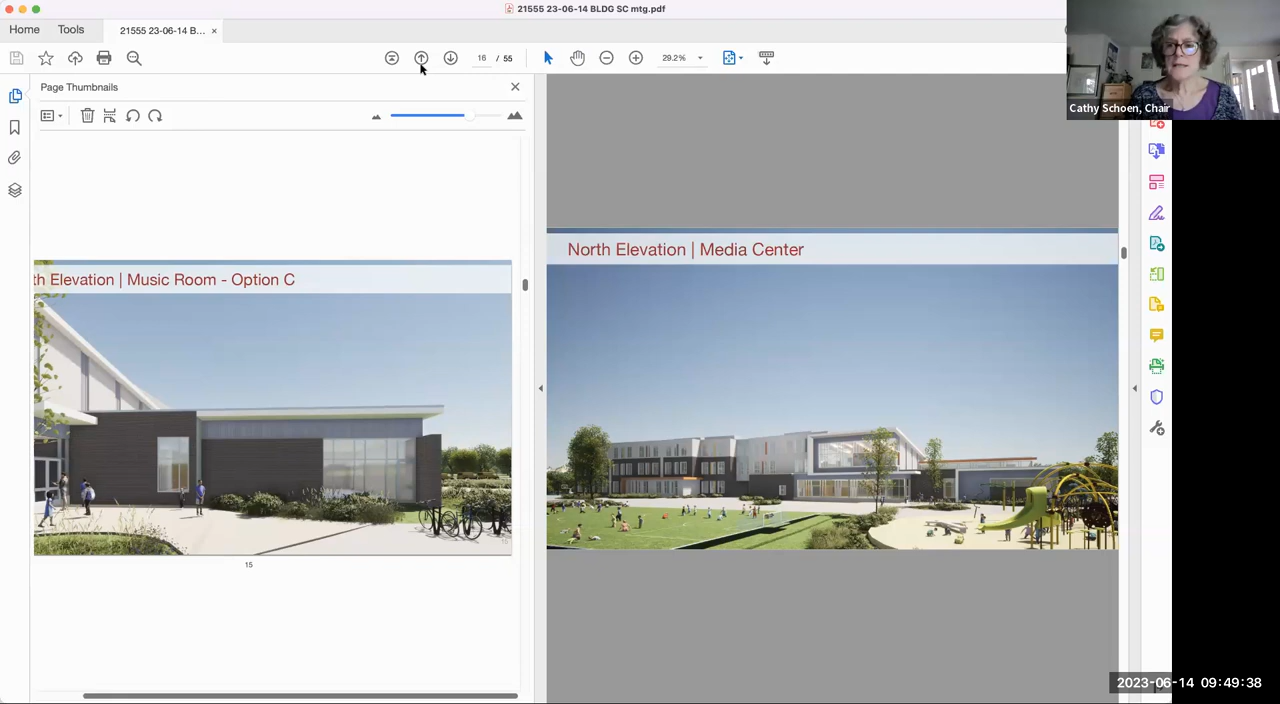 21555 23-06-14 BLDG SC mtg.pdf
Home
Tools
21555 23-06-14 B...
16 / 55
29.2%
Page Thumbnails
Cathy Schoen, Chair
th Elevation | Music Room - Option C
15
North Elevation | Media Center
2023-06-14 09:49:38